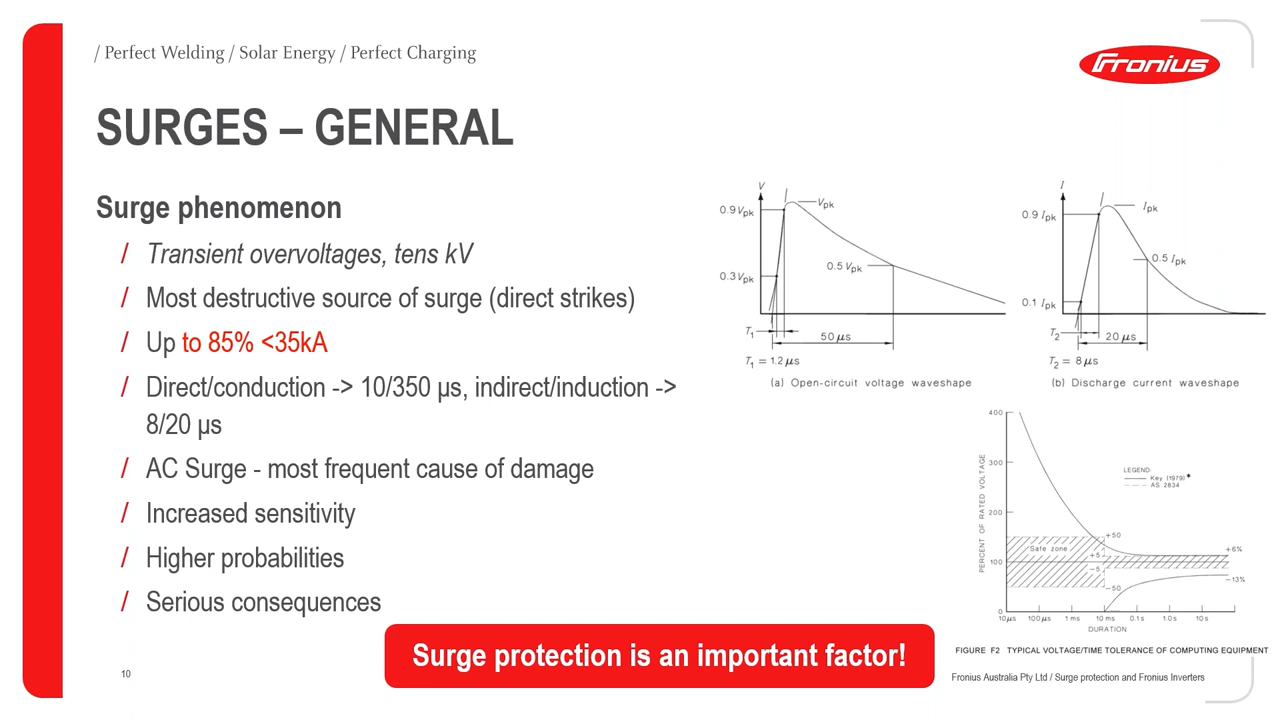 / Perfect Welding / Solar Energy / Perfect Charging
Fronius
SURGES – GENERAL
Surge phenomenon
/ Transient overvoltages, tens kV
/ Most destructive source of surge (direct strikes)
/ Up to 85% <35kA
/ Direct/conduction -> 10/350 µs, indirect/induction ->
8/20 µs
/ AC Surge - most frequent cause of damage
/ Increased sensitivity
/ Higher probabilities
/ Serious consequences
Surge protection is an important factor!
V
0.9 Vpk
Vpk
0.5 Vpk
0.3 Vpk
T1
50 µs
T1 = 1.2 µs
(a) Open-circuit voltage waveshape
I
0.9 Ipk
Ipk
0.5 Ipk
0.1 Ipk
T2
20 µs
T2 = 8 µs
(b) Discharge current waveshape
PERCENT OF RATED VOLTAGE
400
300
200
100
0
LEGEND:
Key (1979)*
AS 2834
Safe zone
+50
+5
-5
-50
+6%
-13%
10 µs 100 µs 1 ms 10 ms 0.1s 1.0s 10s
DURATION
FIGURE F2 TYPICAL VOLTAGE/TIME TOLERANCE OF COMPUTING EQUIPMENT
10
Fronius Australia Pty Ltd / Surge protection and Fronius Inverters